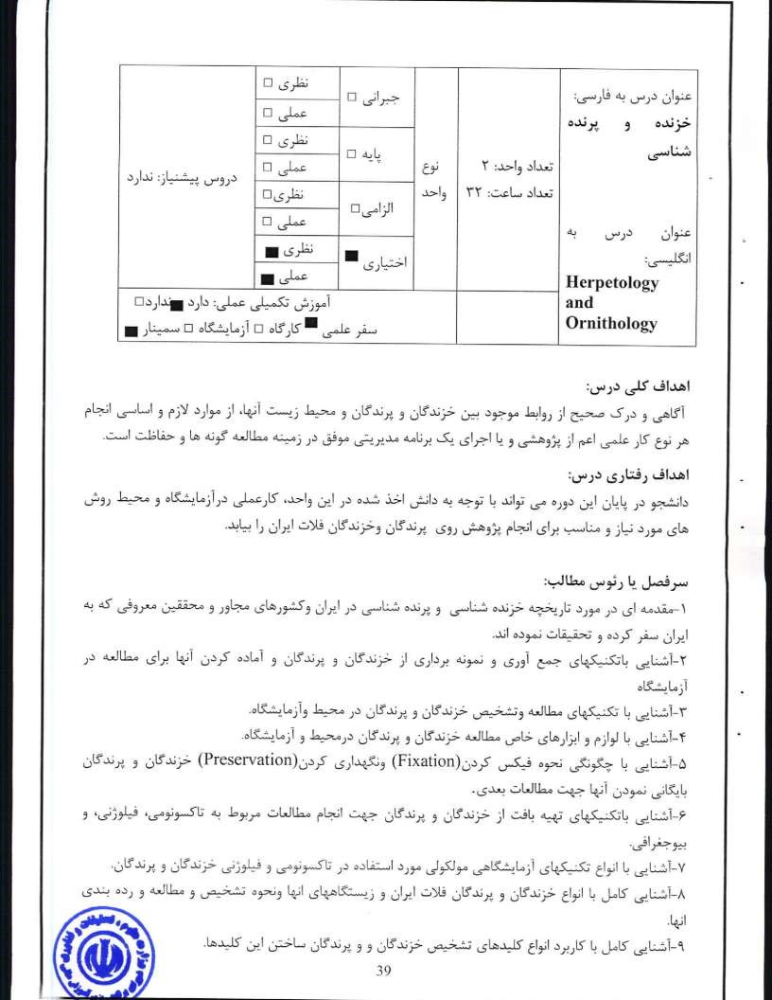 عنوان درس به فارسی:
خزنده و پرنده
شناسی
عنوان درس به
انگلیسی:
Herpetology
and
Ornithology
تعداد واحد: ۲
تعداد ساعت: ۳۲
نوع
واحد
جبرانی □
نظری □
عملی □
پایه □
نظری □
عملی □
الزامی□
نظری□
عملی □
اختیاری ■
نظری ■
عملی ■
دروس پیشنیاز: ندارد
آموزش تکمیلی عملی: دارد ■ندارد□
سفر علمی ■ کارگاه □ آزمایشگاه □ سمینار ■
اهداف کلی درس:
آگاهی و درک صحیح از روابط موجود بین خزندگان و پرندگان و محیط زیست آنها، از موارد لازم و اساسی انجام
هر نوع کار علمی اعم از پژوهشی و یا اجرای یک برنامه مدیریتی موفق در زمینه مطالعه گونه ها و حفاظت است.
اهداف رفتاری درس:
دانشجو در پایان این دوره می تواند با توجه به دانش اخذ شده در این واحد، کارعملی درآزمایشگاه و محیط روش
های مورد نیاز و مناسب برای انجام پژوهش روی پرندگان وخزندگان فلات ایران را بیابد.
سرفصل یا رئوس مطالب:
۱-مقدمه ای در مورد تاریخچه خزنده شناسی و پرنده شناسی در ایران وکشورهای مجاور و محققین معروفی که به
ایران سفر کرده و تحقیقات نموده اند.
۲-آشنایی باتکنیکهای جمع آوری و نمونه برداری از خزندگان و پرندگان و آماده کردن آنها برای مطالعه در
آزمایشگاه
۳-آشنایی با تکنیکهای مطالعه وتشخیص خزندگان و پرندگان در محیط وآزمایشگاه.
۴-آشنایی با لوازم و ابزارهای خاص مطالعه خزندگان و پرندگان درمحیط و آزمایشگاه.
۵-آشنایی با چگونگی نحوه فیکس کردن(Fixation) ونگهداری کردن(Preservation) خزندگان و پرندگان
بایگانی نمودن آنها جهت مطالعات بعدی.
۶-آشنایی باتکنیکهای تهیه بافت از خزندگان و پرندگان جهت انجام مطالعات مربوط به تاکسونومی، فیلوژنی، و
بیوجغرافی.
۷-آشنایی با انواع تکنیکهای آزمایشگاهی مولکولی مورد استفاده در تاکسونومی و فیلوژنی خزندگان و پرندگان.
۸-آشنایی کامل با انواع خزندگان و پرندگان فلات ایران و زیستگاههای انها ونحوه تشخیص و مطالعه و رده بندی
انها.
۹-آشنایی کامل با کاربرد انواع کلیدهای تشخیص خزندگان و و پرندگان ساختن این کلیدها.
39